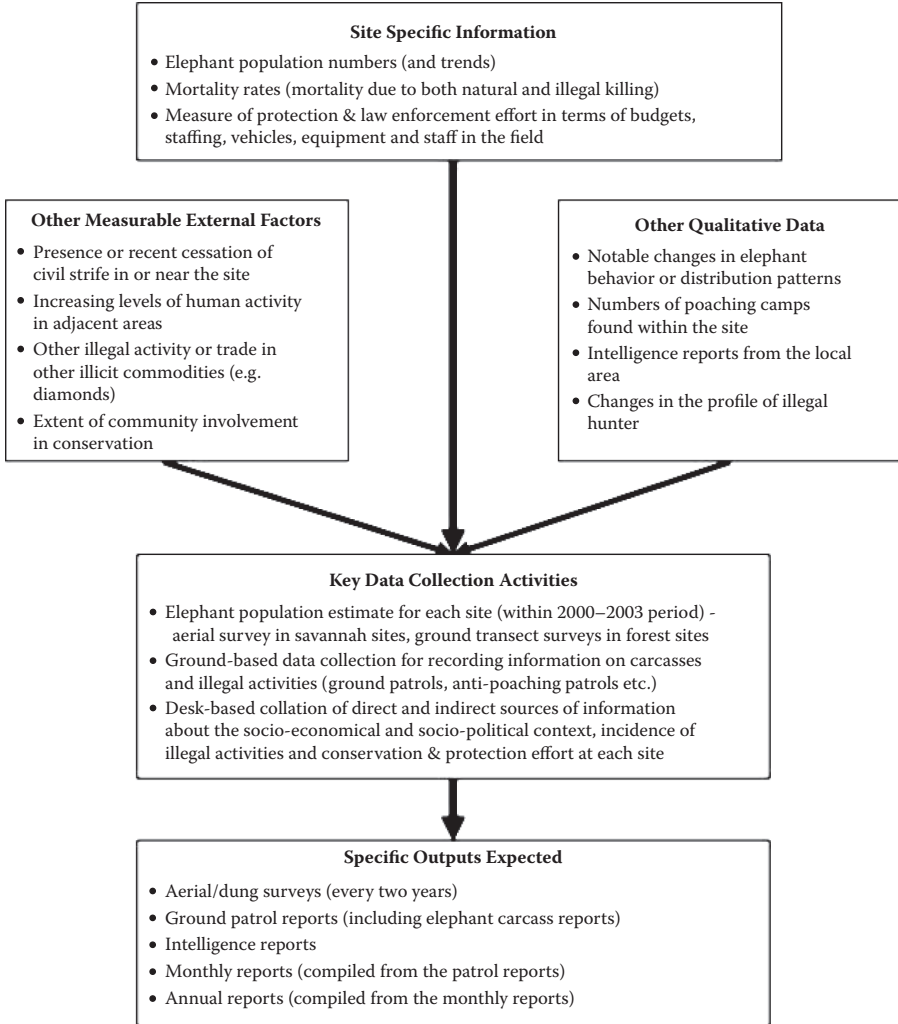 Site Specific Information
• Elephant population numbers (and trends)
• Mortality rates (mortality due to both natural and illegal killing)
• Measure of protection & law enforcement effort in terms of budgets,
staffing, vehicles, equipment and staff in the field
Other Measurable External Factors
• Presence or recent cessation of
civil strife in or near the site
• Increasing levels of human activity
in adjacent areas
• Other illegal activity or trade in
other illicit commodities (e.g.
diamonds)
• Extent of community involvement
in conservation
Other Qualitative Data
• Notable changes in elephant
behavior or distribution patterns
• Numbers of poaching camps
found within the site
• Intelligence reports from the local
area
• Changes in the profile of illegal
hunter
Key Data Collection Activities
• Elephant population estimate for each site (within 2000–2003 period) -
aerial survey in savannah sites, ground transect surveys in forest sites
• Ground-based data collection for recording information on carcasses
and illegal activities (ground patrols, anti-poaching patrols etc.)
• Desk-based collation of direct and indirect sources of information
about the socio-economical and socio-political context, incidence of
illegal activities and conservation & protection effort at each site
Specific Outputs Expected
• Aerial/dung surveys (every two years)
• Ground patrol reports (including elephant carcass reports)
• Intelligence reports
• Monthly reports (compiled from the patrol reports)
• Annual reports (compiled from the monthly reports)